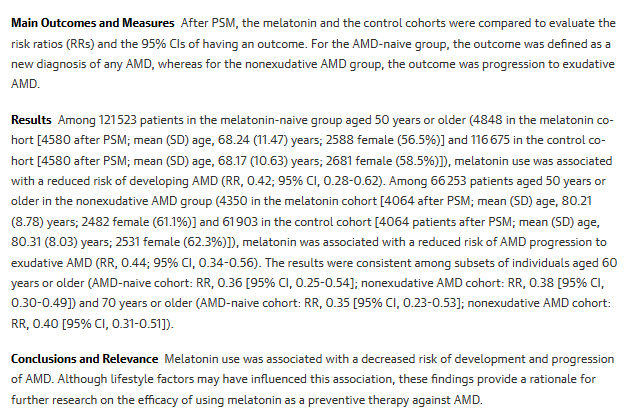 Main Outcomes and Measures After PSM, the melatonin and the control cohorts were compared to evaluate the
risk ratios (RRs) and the 95% CIs of having an outcome. For the AMD-naive group, the outcome was defined as a
new diagnosis of any AMD, whereas for the nonexudative AMD group, the outcome was progression to exudative
AMD.
Results Among 121 523 patients in the melatonin-naive group aged 50 years or older (4848 in the melatonin co-
hort [4580 after PSM; mean (SD) age, 68.24 (11.47) years; 2588 female (56.5%)] and 116 675 in the control co-
hort [4580 after PSM; mean (SD) age, 68.17 (10.63) years; 2681 female (58.5%)]), melatonin use was associated
with a reduced risk of developing AMD (RR, 0.42; 95% CI, 0.28-0.62). Among 66 253 patients aged 50 years or
older in the nonexudative AMD group (4350 in the melatonin cohort [4064 after PSM; mean (SD) age, 80.21
(8.78) years; 2482 female (61.1%)] and 61 903 in the control cohort [4064 patients after PSM; mean (SD) age,
80.31 (8.03) years; 2531 female (62.3%)]), melatonin was associated with a reduced risk of AMD progression to
exudative AMD (RR, 0.44; 95% CI, 0.34-0.56). The results were consistent among subsets of individuals aged 60
years or older (AMD-naive cohort: RR, 0.36 [95% CI, 0.25-0.54]; nonexudative AMD cohort: RR, 0.38 [95% CI,
0.30-0.49]) and 70 years or older (AMD-naive cohort: RR, 0.35 [95% CI, 0.23-0.53]; nonexudative AMD cohort:
RR, 0.40 [95% CI, 0.31-0.51]).
Conclusions and Relevance Melatonin use was associated with a decreased risk of development and progression
of AMD. Although lifestyle factors may have influenced this association, these findings provide a rationale for
further research on the efficacy of using melatonin as a preventive therapy against AMD.